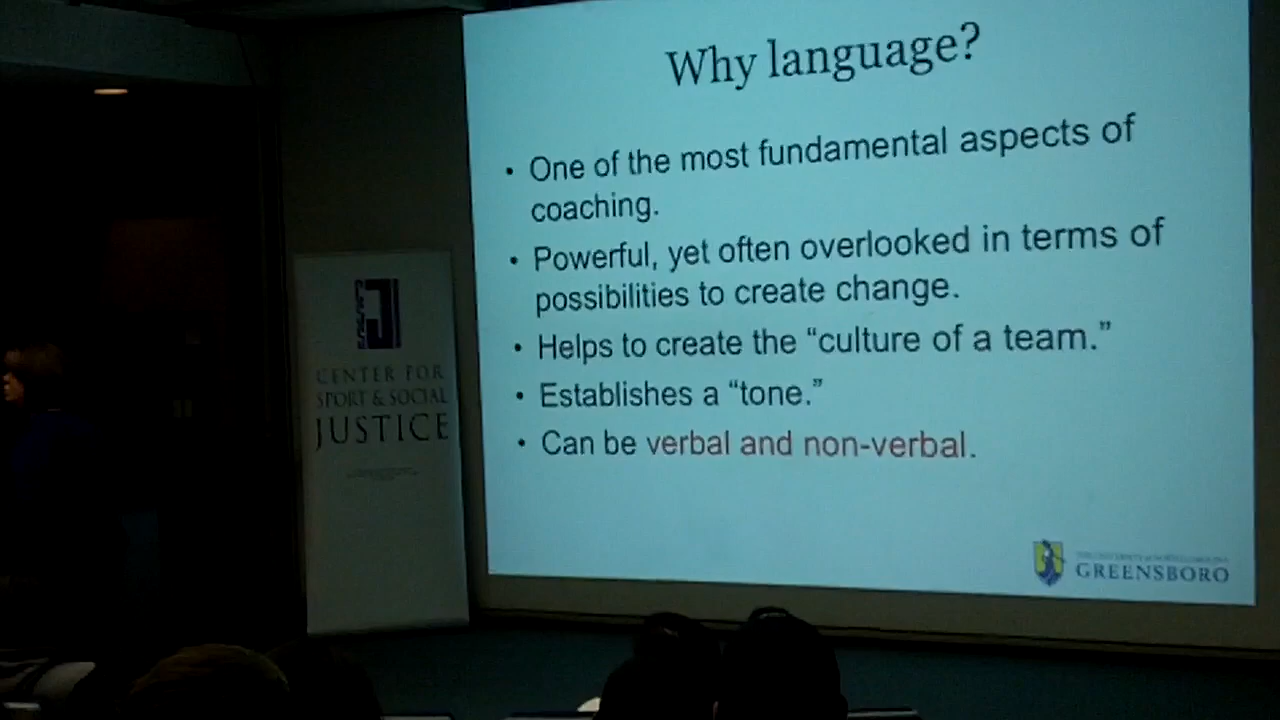 Why language?
• One of the most fundamental aspects of
coaching.
• Powerful, yet often overlooked in terms of
possibilities to create change.
• Helps to create the “culture of a team.”
• Establishes a “tone.”
• Can be verbal and non-verbal.
GREENSBORO
CENTER FOR
SPORT & SOCIAL
JUSTICE